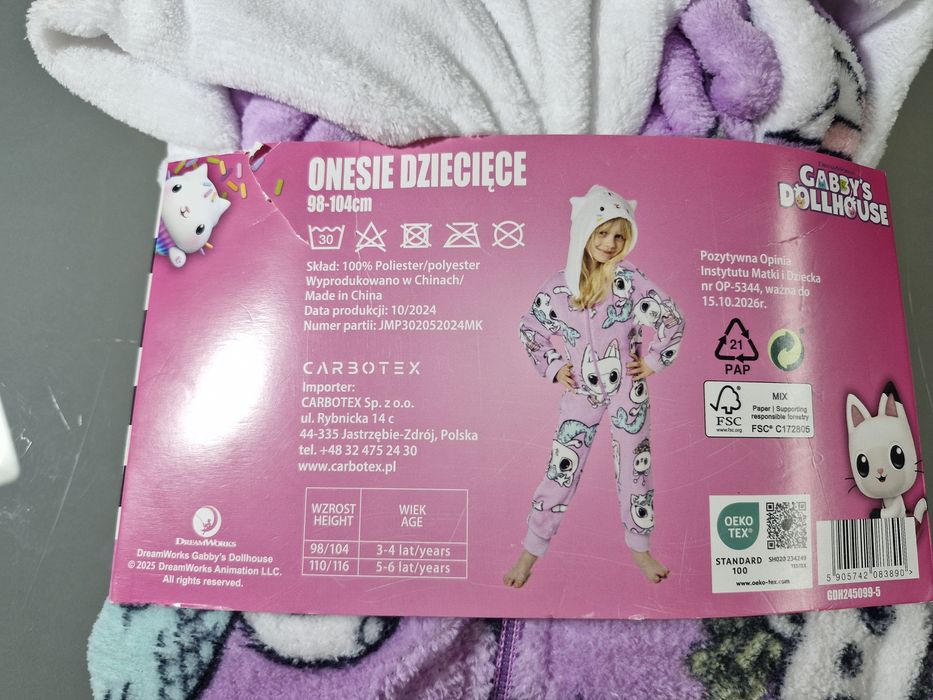 ONESIE DZIECIĘCE
98-104cm
30
Skład: 100% Poliester/polyester
Wyprodukowano w Chinach/
Made in China
Data produkcji: 10/2024
Numer partii: JMP302052024MK
CARBOTEX
Importer:
CARBOTEX Sp. z o.o.
ul. Rybnicka 14 c
44-335 Jastrzębie-Zdrój, Polska
tel. +48 32 475 24 30
www.carbotex.pl
WZROST
HEIGHT
WIEK
AGE
98/104 3-4 lat/years
110/116 5-6 lat/years
DREAMWORKS
DreamWorks Gabby's Dollhouse
© 2025 DreamWorks Animation LLC.
All rights reserved.
DREAMWORKS
GABBY'S
DOLLHOUSE
Pozytywna Opinia
Instytutu Matki i Dziecka
nr OP-5344, ważna do
15.10.2026r.
21
PAP
FSC
www.fsc.org
MIX
Paper | Supporting
responsible forestry
FSC® C172805
OEKO
TEX®
STANDARD
100
SH020 234249
TESTEX
www.oeko-tex.com
5 905742 083890 >
GDH245099-5